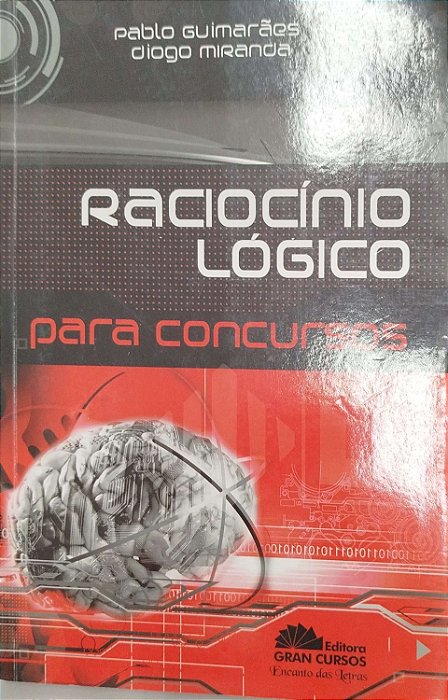 Pablo Guimarães
Diogo Miranda
Raciocínio
Lógico
para concursos
Editora
GRAN CURSOS
Encanto das Letras